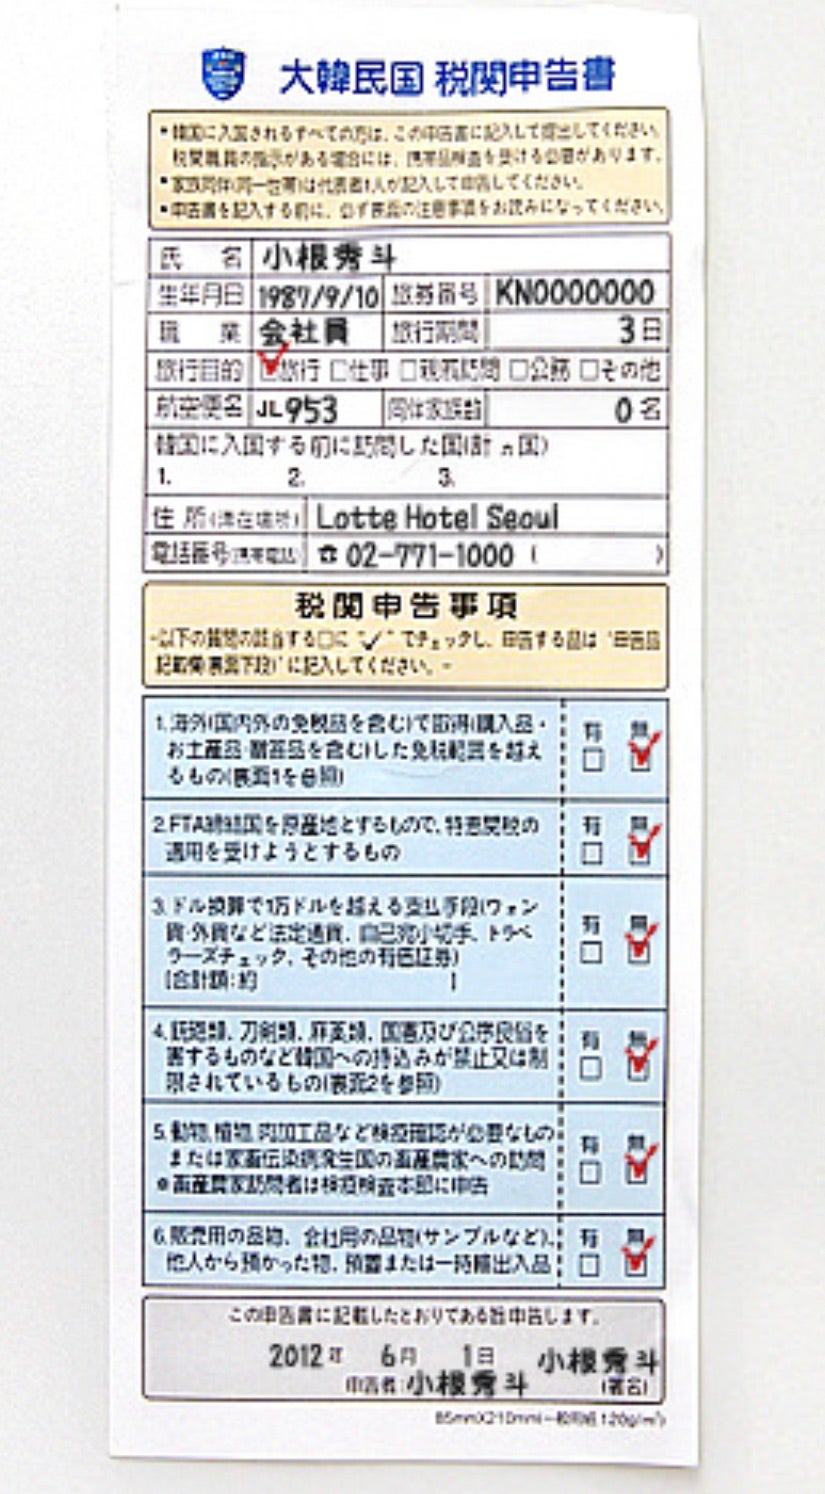 大韓民国 税関申告書
•韓国に入国されるすべての方は、この申告書に記入して提出してください。
税関職員の指示がある場合には、携帯品検査を受ける必要があります。
•家族同伴(同一世帯)は代表者1人が記入して申告してください。
•申告書を記入する前に、必ず裏面の注意事項をお読みになってください。
氏 名 小根秀斗
生年月日 1987/9/10 旅券番号 KN0000000
職 業 会社員 旅行期間 3日
旅行目的 ☑旅行 □仕事 □親族訪問 □公務 □その他
航空便名 JL953 同伴家族数 0名
韓国に入国する前に訪問した国(計 ヵ国)
1. 2. 3.
住 所(滞在場所) Lotte Hotel Seoul
電話番号(携帯電話) ☎ 02-771-1000 ( )
税関申告事項
-以下の質問の該当する□に"✓"でチェックし、申告する品は'申告品
記載欄(裏面下段)'に記入してください。-
1.海外(国内外の免税品を含む)で取得(購入品・ 有 無
お土産品・贈答品を含む)した免税範囲を越え □ ☑
るもの(裏面1を参照)
2.FTA締結国を原産地とするもので、特恵関税の 有 無
適用を受けようとするもの □ ☑
3.ドル換算で1万ドルを越える支払手段(ウォン 有 無
貨・外貨など法定通貨、自己宛小切手、トラベ □ ☑
ラーズチェック、その他の有価証券)
[合計額:約 ]
4.銃砲類、刀剣類、麻薬類、国憲及び公序良俗を 有 無
害するものなど韓国への持込みが禁止又は制 □ ☑
限されているもの(裏面2を参照)
5.動物、植物、肉加工品など検疫確認が必要なもの 有 無
または家畜伝染病発生国の畜産農家への訪問 □ ☑
※畜産農家訪問者は検疫検査本部に申告
6.販売用の品物、会社用の品物(サンプルなど)、 有 無
他人から預かった物、預置または一時輸出入品 □ ☑
この申告書に記載したとおりである旨申告します。
2012年 6月 1日 小根秀斗
申告者:小根秀斗 (署名)
85mmX210mm(一般用紙120g/㎡)